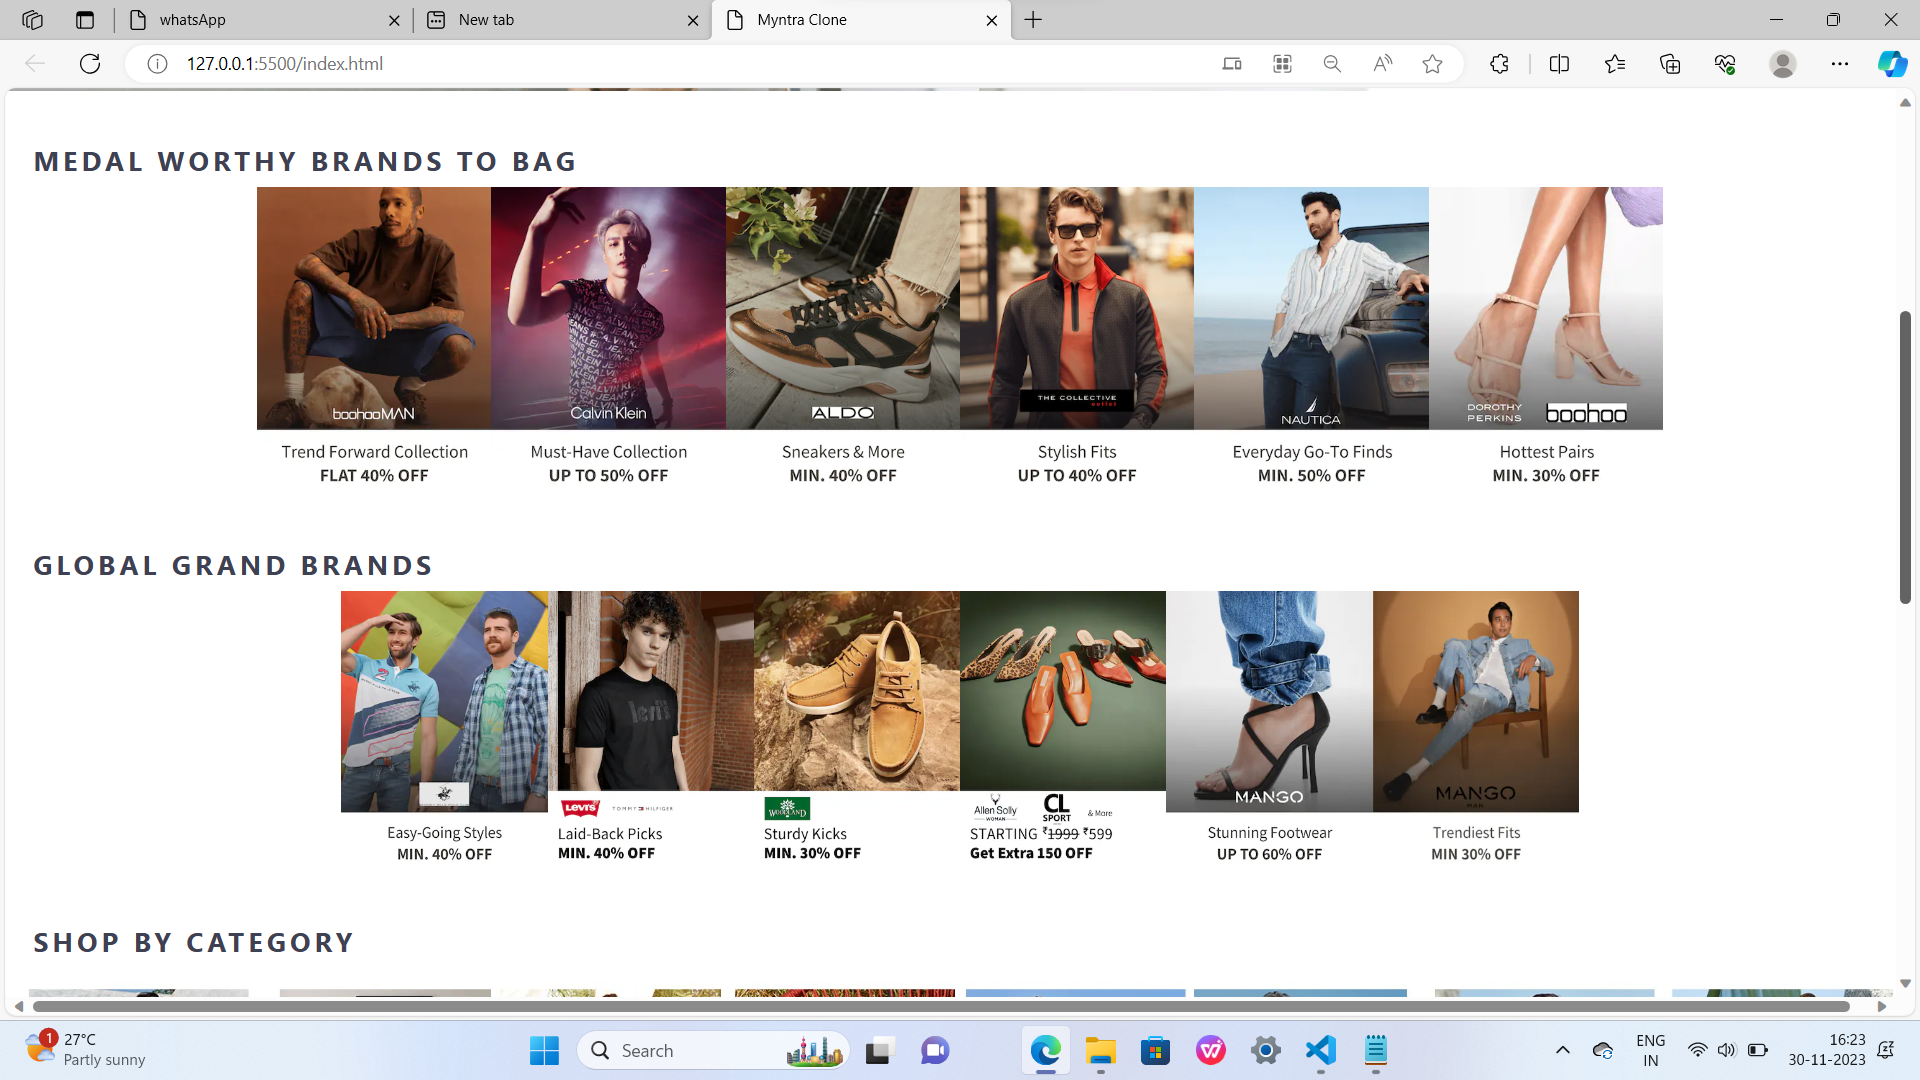 whatsApp
New tab
Myntra Clone
127.0.0.1:5500/index.html
MEDAL WORTHY BRANDS TO BAG
boohooMAN
Calvin Klein
ALDO
THE COLLECTIVE
outlet
NAUTICA
DOROTHY
PERKINS
boohoo
Trend Forward Collection
FLAT 40% OFF
Must-Have Collection
UP TO 50% OFF
Sneakers & More
MIN. 40% OFF
Stylish Fits
UP TO 40% OFF
Everyday Go-To Finds
MIN. 50% OFF
Hottest Pairs
MIN. 30% OFF
GLOBAL GRAND BRANDS
levi's
2
Easy-Going Styles
MIN. 40% OFF
Levi's TOMMY HILFIGER
Laid-Back Picks
MIN. 40% OFF
WOODLAND
Sturdy Kicks
MIN. 30% OFF
Allen Solly
WOMAN
CL
SPORT
& More
STARTING ₹1999 ₹599
Get Extra 150 OFF
MANGO
Stunning Footwear
UP TO 60% OFF
MANGO
MAN
Trendiest Fits
MIN 30% OFF
SHOP BY CATEGORY
1
27°C
Partly sunny
Search
ENG
IN
16:23
30-11-2023